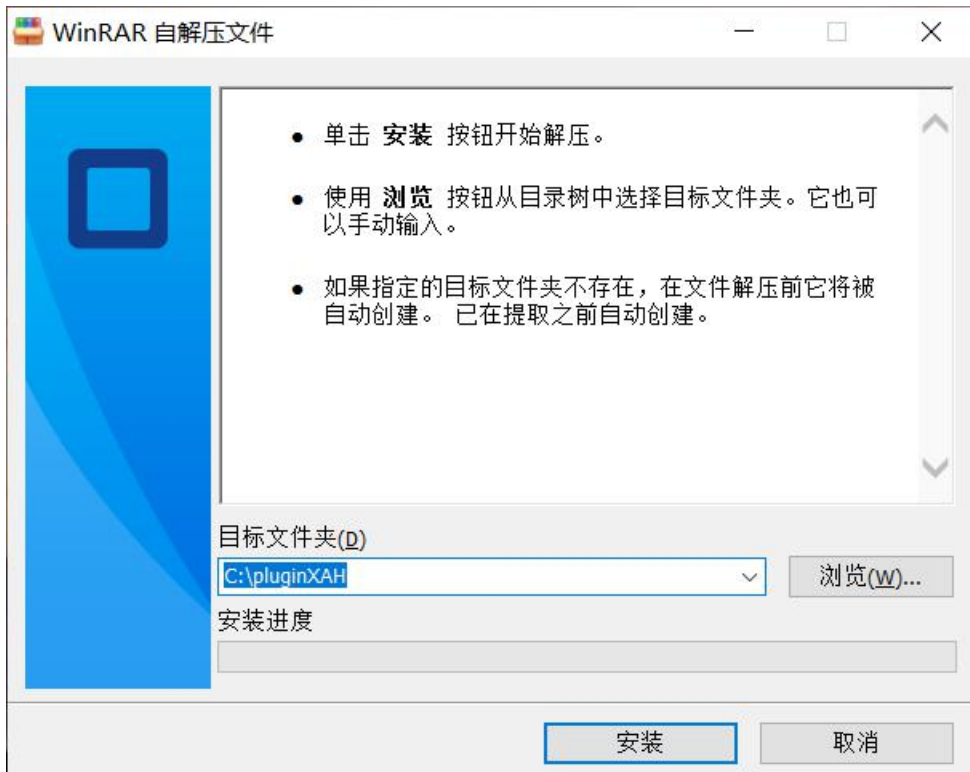 WinRAR 自解压文件
● 单击 安装 按钮开始解压。
● 使用 浏览 按钮从目录树中选择目标文件夹。它也可
以手动输入。
● 如果指定的目标文件夹不存在，在文件解压前它将被
自动创建。 已在提取之前自动创建。
目标文件夹(D)
C:\pluginXAH
浏览(W)...
安装进度
安装
取消